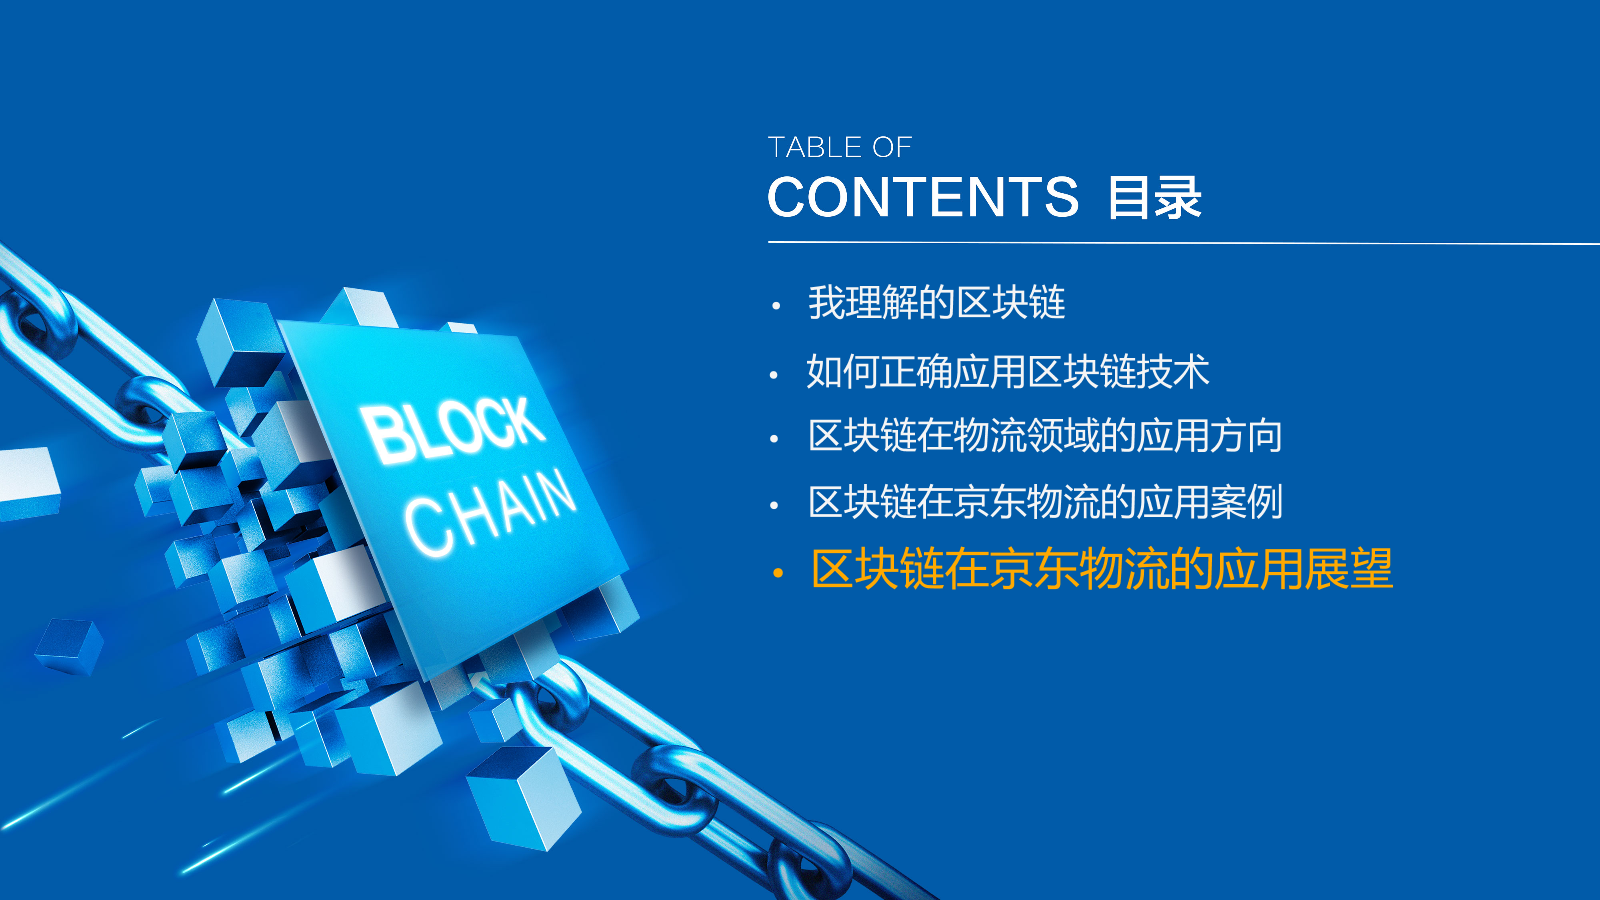 TABLE OF
CONTENTS 目录
• 我理解的区块链
• 如何正确应用区块链技术
• 区块链在物流领域的应用方向
• 区块链在京东物流的应用案例
• 区块链在京东物流的应用展望
BLOCK
CHAIN